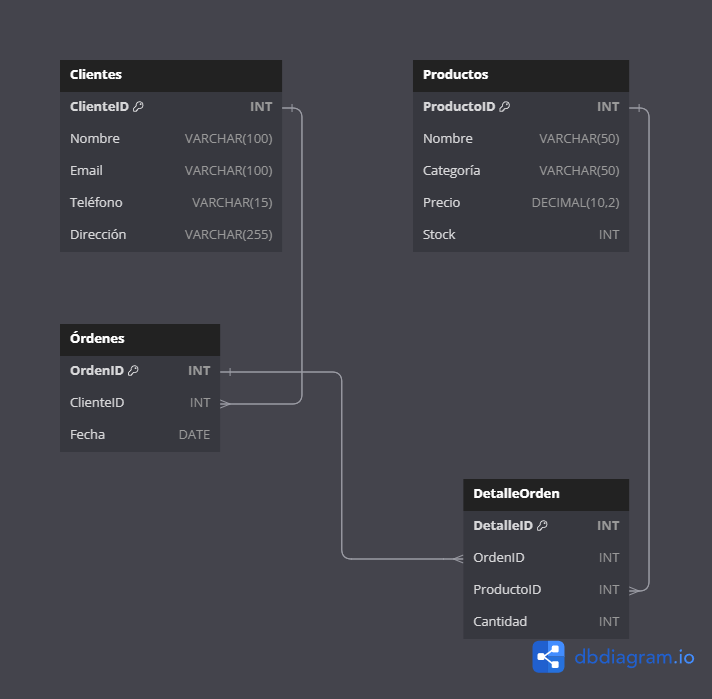 Clientes
ClienteID INT
Nombre VARCHAR(100)
Email VARCHAR(100)
Teléfono VARCHAR(15)
Dirección VARCHAR(255)
Productos
ProductoID INT
Nombre VARCHAR(50)
Categoría VARCHAR(50)
Precio DECIMAL(10,2)
Stock INT
Órdenes
OrdenID INT
ClienteID INT
Fecha DATE
DetalleOrden
DetalleID INT
OrdenID INT
ProductoID INT
Cantidad INT
dbdiagram.io